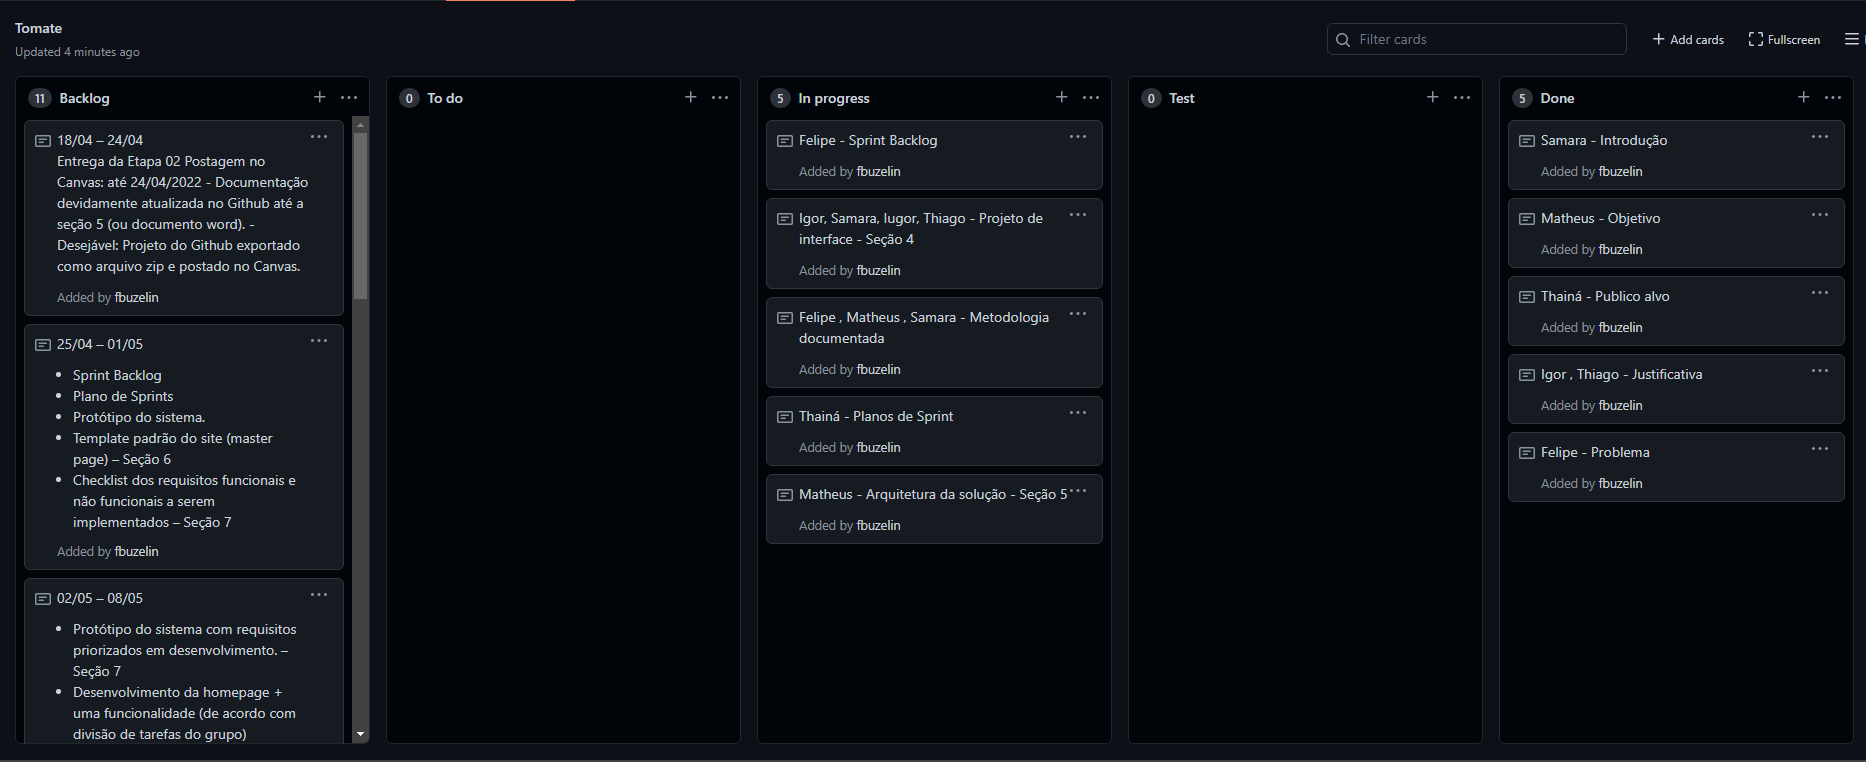 Tomate
Updated 4 minutes ago
Filter cards
Add cards
Fullscreen
11 Backlog
18/04 – 24/04
Entrega da Etapa 02 Postagem no
Canvas: até 24/04/2022 - Documentação
devidamente atualizada no Github até a
seção 5 (ou documento word). -
Desejável: Projeto do Github exportado
como arquivo zip e postado no Canvas.
Added by fbuzelin
25/04 – 01/05
Sprint Backlog
Plano de Sprints
Protótipo do sistema.
Template padrão do site (master
page) – Seção 6
Checklist dos requisitos funcionais e
não funcionais a serem
implementados – Seção 7
Added by fbuzelin
02/05 – 08/05
Protótipo do sistema com requisitos
priorizados em desenvolvimento. –
Seção 7
Desenvolvimento da homepage +
uma funcionalidade (de acordo com
divisão de tarefas do grupo)
0 To do
5 In progress
Felipe - Sprint Backlog
Added by fbuzelin
Igor, Samara, Iugor, Thiago - Projeto de
interface - Seção 4
Added by fbuzelin
Felipe , Matheus , Samara - Metodologia
documentada
Added by fbuzelin
Thainá - Planos de Sprint
Added by fbuzelin
Matheus - Arquitetura da solução - Seção 5
Added by fbuzelin
0 Test
5 Done
Samara - Introdução
Added by fbuzelin
Matheus - Objetivo
Added by fbuzelin
Thainá - Publico alvo
Added by fbuzelin
Igor , Thiago - Justificativa
Added by fbuzelin
Felipe - Problema
Added by fbuzelin